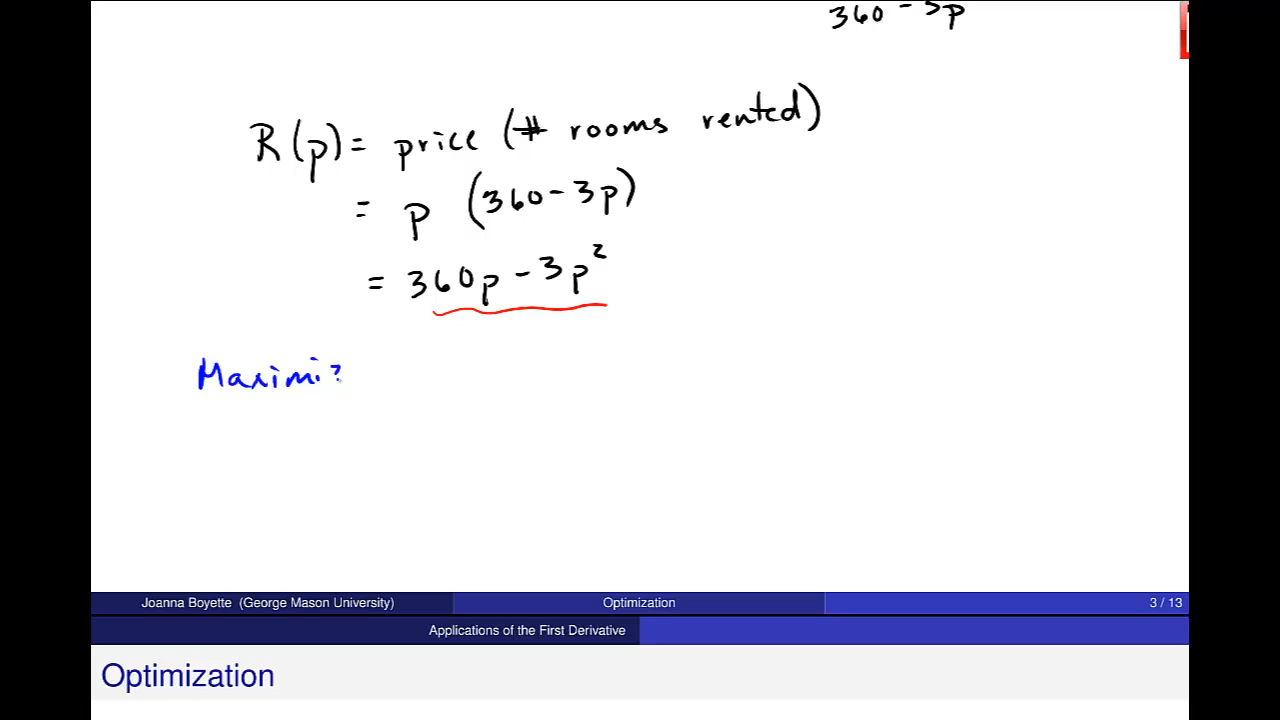 360 - 3p
R(p) = price (# rooms rented)
= p (360 - 3p)
= 360p - 3p²
Maximiz
Joanna Boyette (George Mason University) Optimization 3 / 13
Applications of the First Derivative
Optimization